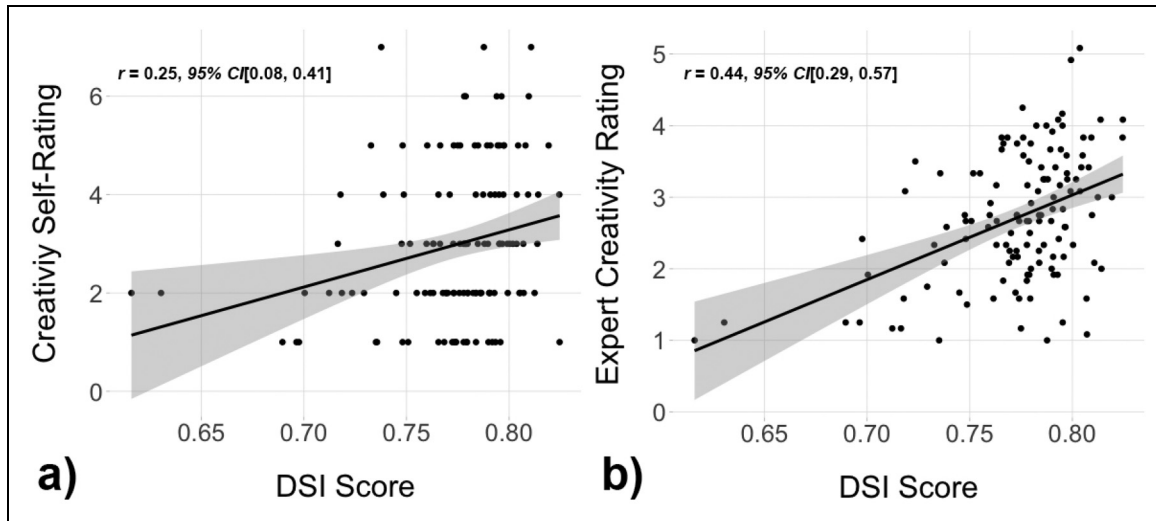 r = 0.25, 95% CI[0.08, 0.41]
Creativiy Self-Rating
6
4
2
0
0.65 0.70 0.75 0.80
a)
DSI Score
r = 0.44, 95% CI[0.29, 0.57]
Expert Creativity Rating
5
4
3
2
1
0
0.65 0.70 0.75 0.80
b)
DSI Score